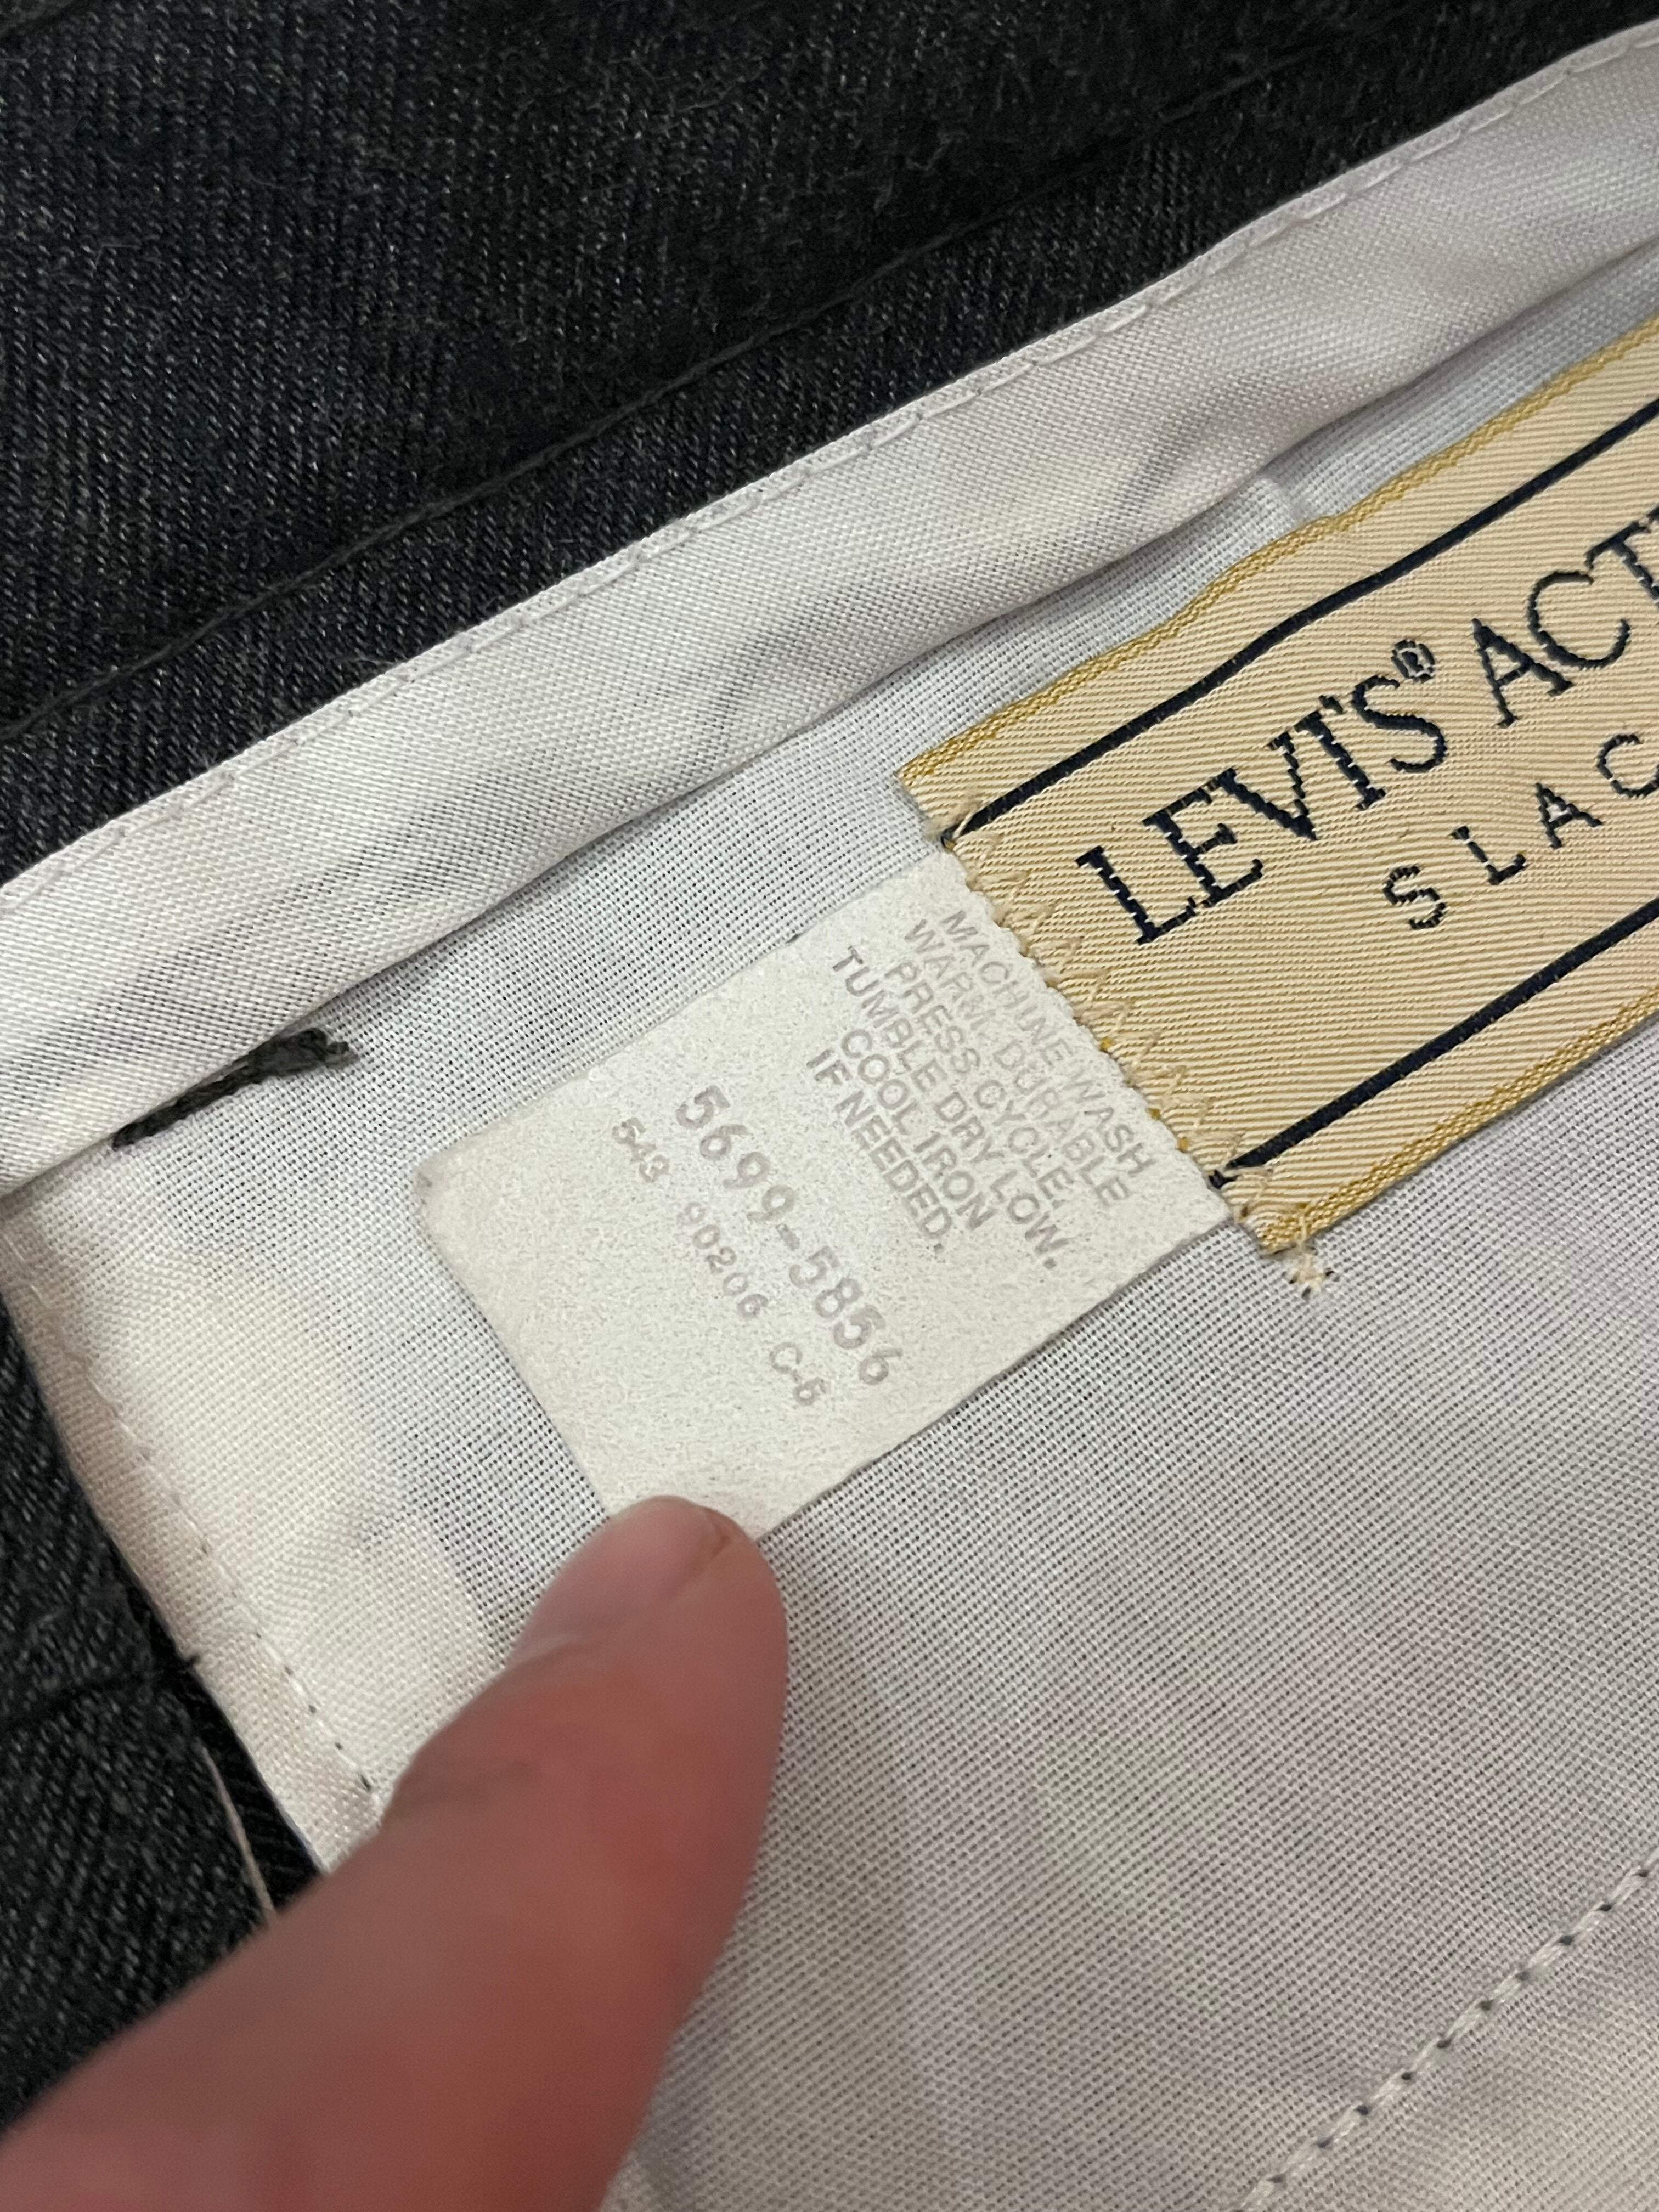 LEVI'S® ACT
SLAC
MACHINE WASH
WARM, DURABLE
PRESS CYCLE.
TUMBLE DRY LOW.
COOL IRON
IF NEEDED.
5699-5856
543 90206 C-5